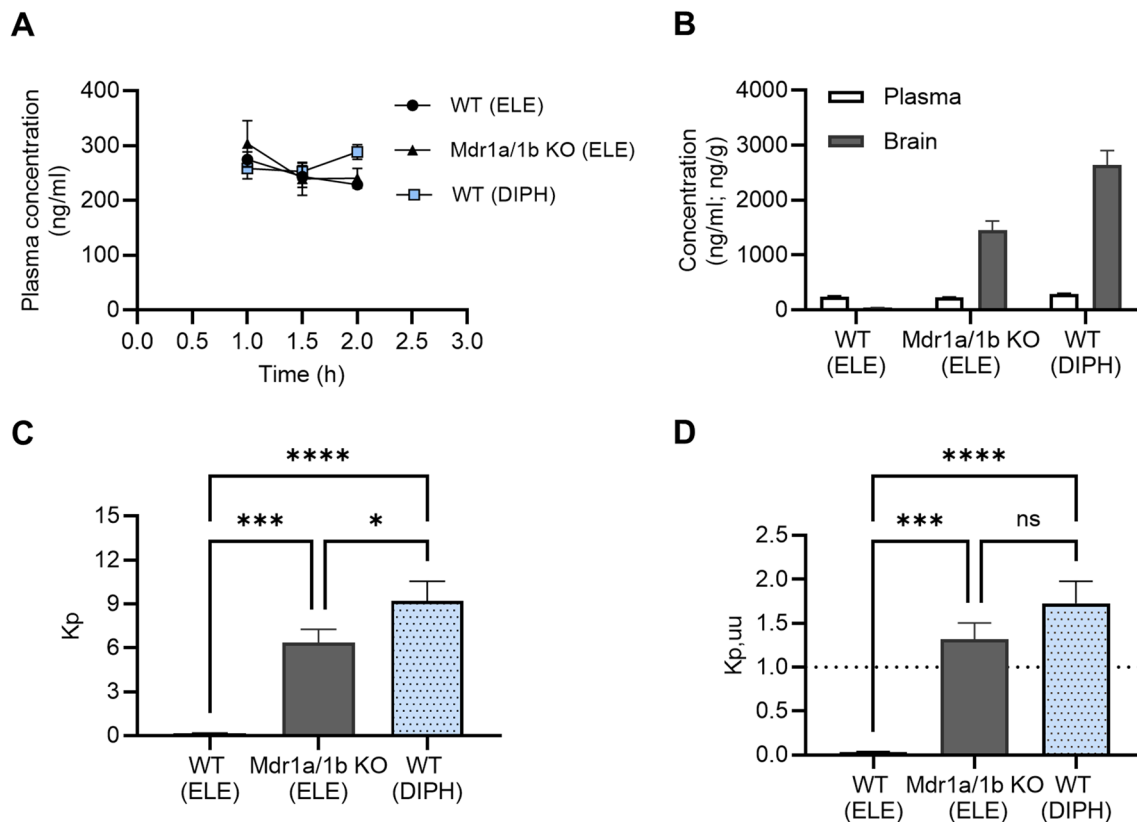 A
Plasma concentration
(ng/ml)
400
300
200
100
0
0.0 0.5 1.0 1.5 2.0 2.5 3.0
Time (h)
WT (ELE)
Mdr1a/1b KO (ELE)
WT (DIPH)
B
Concentration
(ng/ml; ng/g)
4000
3000
2000
1000
0
Plasma
Brain
WT Mdr1a/1b KO WT
(ELE) (ELE) (DIPH)
C
****
*** *
Kp
15
12
9
6
3
0
WT Mdr1a/1b KO WT
(ELE) (ELE) (DIPH)
D
****
*** ns
Kp,uu
2.5
2.0
1.5
1.0
0.5
0.0
WT Mdr1a/1b KO WT
(ELE) (ELE) (DIPH)